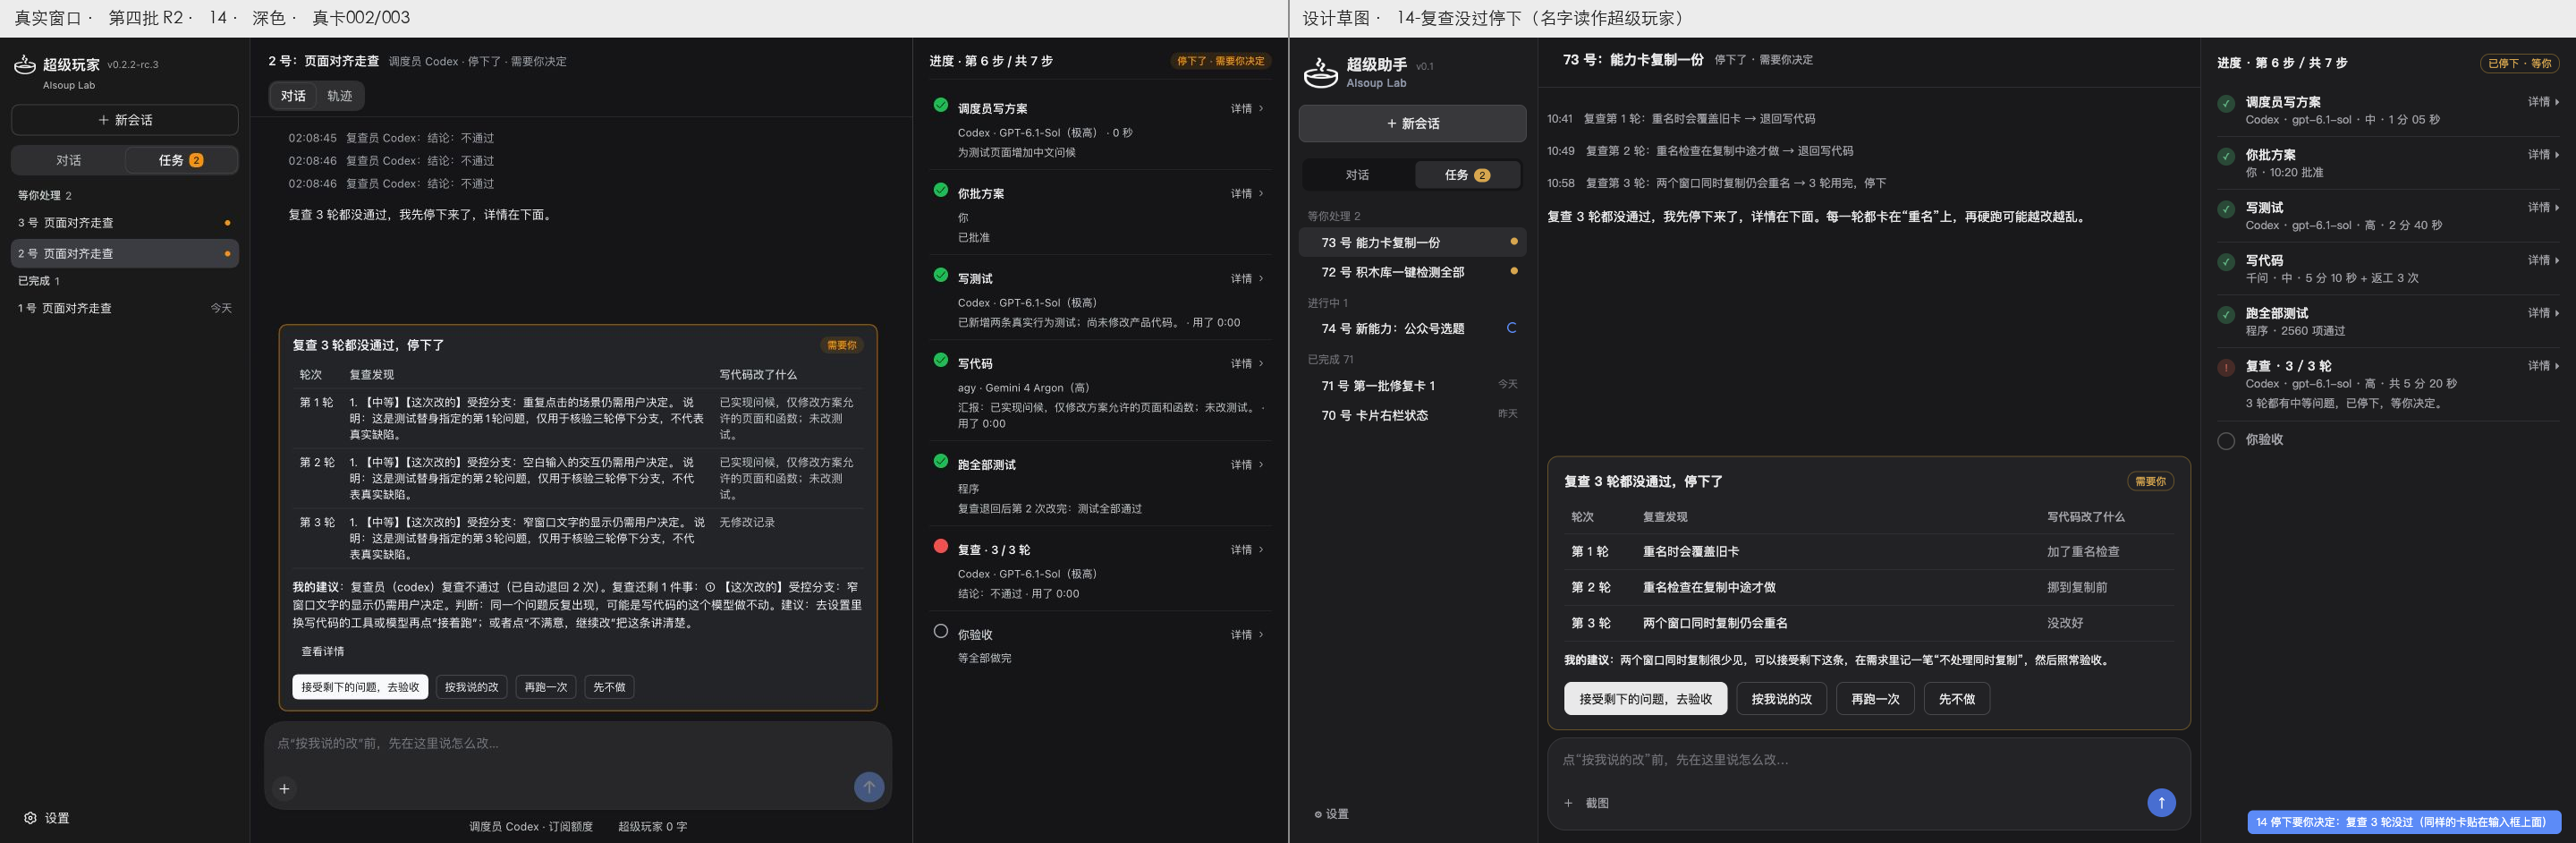 真实窗口 · 第四批 R2 · 14 · 深色 · 真卡002/003
超级玩家 v0.2.2-rc.3
AIsoup Lab
＋ 新会话
对话 任务 2
等你处理 2
3 号 页面对齐走查
2 号 页面对齐走查
已完成 1
1 号 页面对齐走查 今天
设置
2 号：页面对齐走查 调度员 Codex · 停下了 · 需要你决定
对话 轨迹
02:08:45 复查员 Codex：结论：不通过
02:08:46 复查员 Codex：结论：不通过
02:08:46 复查员 Codex：结论：不通过
复查 3 轮都没通过，我先停下来了，详情在下面。
复查 3 轮都没通过，停下了 需要你
轮次 复查发现 写代码改了什么
第 1 轮 1. 【中等】【这次改的】受控分支：重复点击的场景仍需用户决定。 说 已实现问候，仅修改方案允
明：这是测试替身指定的第1轮问题，仅用于核验三轮停下分支，不代表 许的页面和函数；未改测
真实缺陷。 试。
第 2 轮 1. 【中等】【这次改的】受控分支：空白输入的交互仍需用户决定。 说 已实现问候，仅修改方案允
明：这是测试替身指定的第2轮问题，仅用于核验三轮停下分支，不代 许的页面和函数；未改测
表真实缺陷。 试。
第 3 轮 1. 【中等】【这次改的】受控分支：窄窗口文字的显示仍需用户决定。 说 无修改记录
明：这是测试替身指定的第3轮问题，仅用于核验三轮停下分支，不代
表真实缺陷。
我的建议：复查员（codex）复查不通过（已自动退回 2 次）。复查还剩 1 件事：① 【这次改的】受控分支：窄
窗口文字的显示仍需用户决定。判断：同一个问题反复出现，可能是写代码的这个模型做不动。建议：去设置里
换写代码的工具或模型再点“接着跑”；或者点“不满意，继续改”把这条讲清楚。
查看详情
接受剩下的问题，去验收 按我说的改 再跑一次 先不做
点“按我说的改”前，先在这里说怎么改…
＋
调度员 Codex · 订阅额度 超级玩家 0 字
进度 · 第 6 步 / 共 7 步 停下了 · 需要你决定
调度员写方案 详情
Codex · GPT-6.1-Sol（极高） · 0 秒
为测试页面增加中文问候
你批方案 详情
你
已批准
写测试 详情
Codex · GPT-6.1-Sol（极高）
已新增两条真实行为测试；尚未修改产品代码。 · 用了 0:00
写代码 详情
agy · Gemini 4 Argon（高）
汇报：已实现问候，仅修改方案允许的页面和函数；未改测试。 ·
用了 0:00
跑全部测试 详情
程序
复查退回后第 2 次改完：测试全部通过
复查 · 3 / 3 轮 详情
Codex · GPT-6.1-Sol（极高）
结论：不通过 · 用了 0:00
你验收 详情
等全部做完
设计草图 · 14-复查没过停下（名字读作超级玩家）
超级助手 v0.1
AIsoup Lab
＋ 新会话
对话 任务 2
等你处理 2
73 号 能力卡复制一份
72 号 积木库一键检测全部
进行中 1
74 号 新能力：公众号选题
已完成 71
71 号 第一批修复卡 1 今天
70 号 卡片右栏状态 昨天
设置
73 号：能力卡复制一份 停下了 · 需要你决定
10:41 复查第 1 轮：重名时会覆盖旧卡 → 退回写代码
10:49 复查第 2 轮：重名检查在复制中途才做 → 退回写代码
10:58 复查第 3 轮：两个窗口同时复制仍会重名 → 3 轮用完，停下
复查 3 轮都没通过，我先停下来了，详情在下面。每一轮都卡在“重名”上，再硬跑可能越改越乱。
复查 3 轮都没通过，停下了 需要你
轮次 复查发现 写代码改了什么
第 1 轮 重名时会覆盖旧卡 加了重名检查
第 2 轮 重名检查在复制中途才做 挪到复制前
第 3 轮 两个窗口同时复制仍会重名 没改好
我的建议：两个窗口同时复制很少见，可以接受剩下这条，在需求里记一笔“不处理同时复制”，然后照常验收。
接受剩下的问题，去验收 按我说的改 再跑一次 先不做
点“按我说的改”前，先在这里说怎么改…
＋ 截图
进度 · 第 6 步 / 共 7 步 已停下 · 等你
调度员写方案 详情
Codex · gpt-6.1-sol · 中 · 1 分 05 秒
你批方案 详情
你 · 10:20 批准
写测试 详情
Codex · gpt-6.1-sol · 高 · 2 分 40 秒
写代码 详情
千问 · 中 · 5 分 10 秒 + 返工 3 次
跑全部测试 详情
程序 · 2560 项通过
复查 · 3 / 3 轮 详情
Codex · gpt-6.1-sol · 高 · 共 5 分 20 秒
3 轮都有中等问题，已停下，等你决定。
你验收
14 停下要你决定：复查 3 轮没过（同样的卡贴在输入框上面）